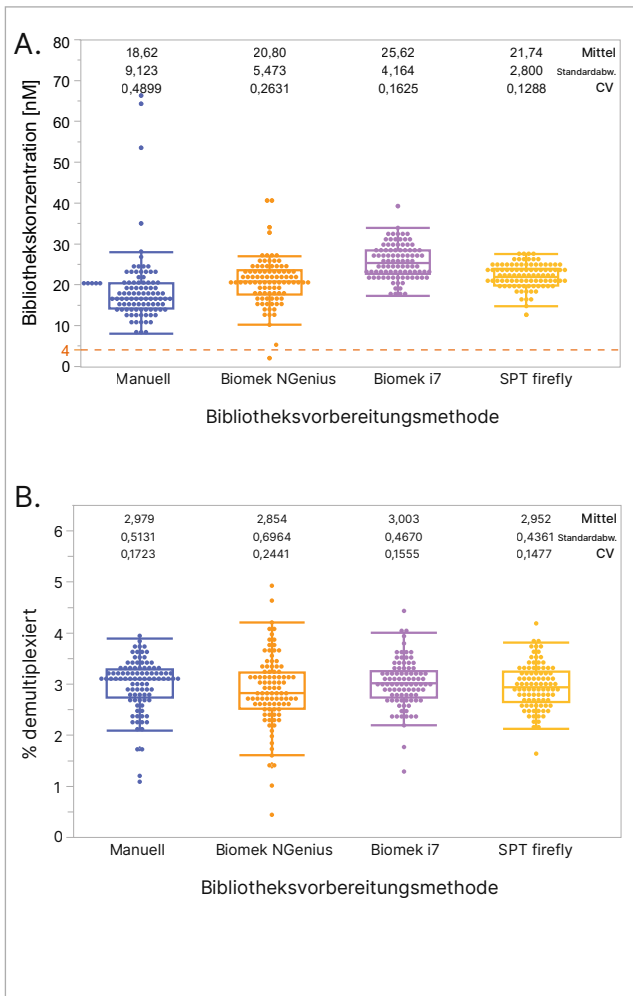 A.
80
18,62 20,80 25,62 21,74 Mittel
9,123 5,473 4,164 2,800 Standardabw.
0,4899 0,2631 0,1625 0,1288 CV
70
60
50
40
30
20
10
4
0
Bibliothekskonzentration [nM]
Manuell Biomek NGenius Biomek i7 SPT firefly
Bibliotheksvorbereitungsmethode
B.
2,979 2,854 3,003 2,952 Mittel
0,5131 0,6964 0,4670 0,4361 Standardabw.
0,1723 0,2441 0,1555 0,1477 CV
6
5
4
3
2
1
0
% demultiplexiert
Manuell Biomek NGenius Biomek i7 SPT firefly
Bibliotheksvorbereitungsmethode